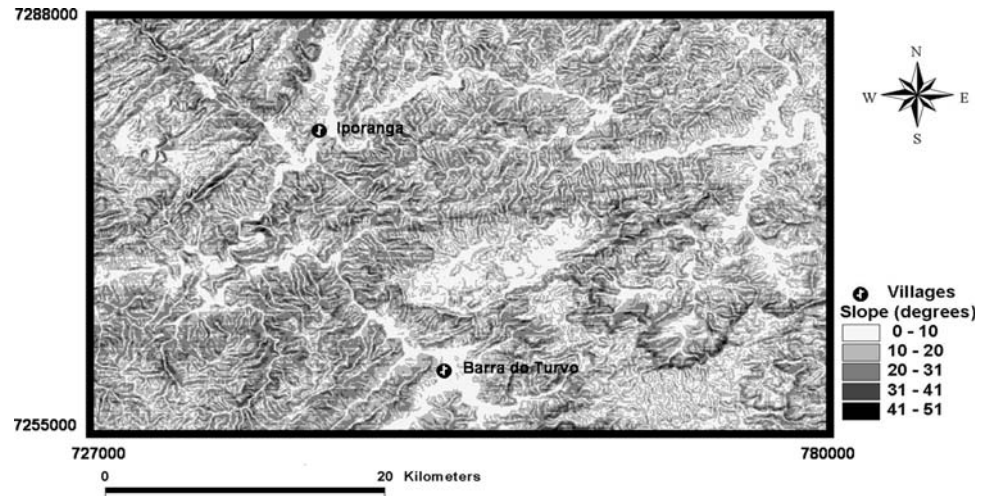 7288000
N
W
E
S
Iporanga
Villages
Slope (degrees)
0 - 10
10 - 20
20 - 31
31 - 41
41 - 51
Barra do Turvo
7255000
727000
780000
0
20 Kilometers